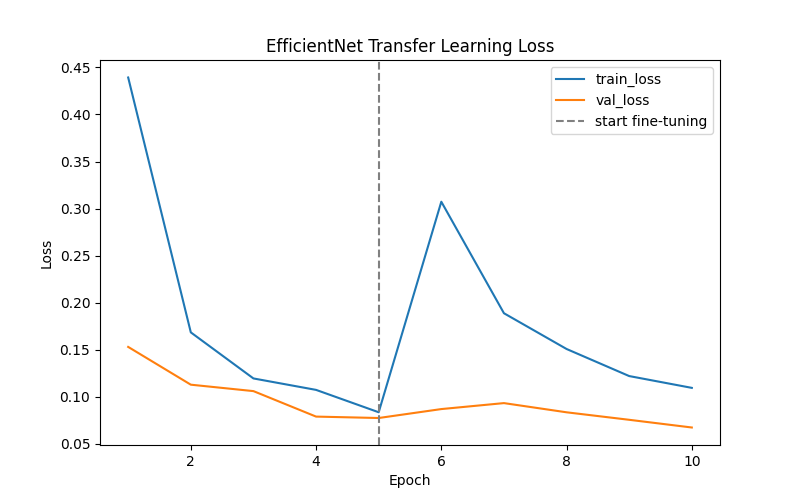 EfficientNet Transfer Learning Loss
train_loss
val_loss
start fine-tuning
Loss
0.45
0.40
0.35
0.30
0.25
0.20
0.15
0.10
0.05
2
4
6
8
10
Epoch